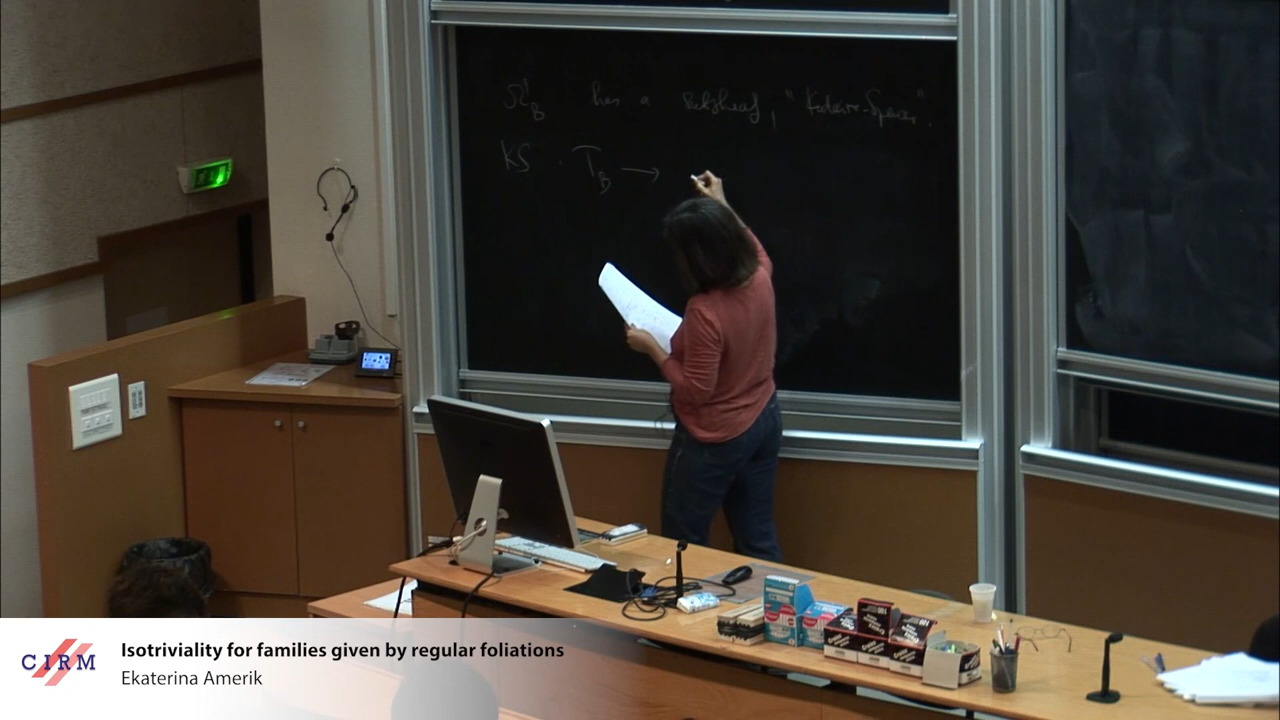 Ω¹_B has a subsheaf, "Kodaira-Spencer".
KS : T_B →
CIRM
Isotriviality for families given by regular foliations
Ekaterina Amerik